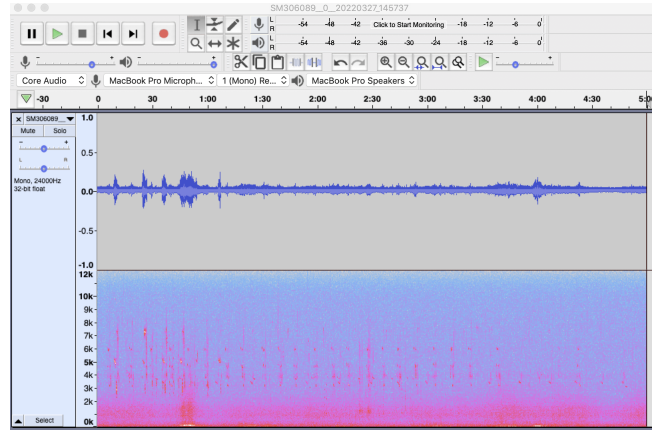 SM306089__0__20220327_145737
L
R
-54 -48 -42 Click to Start Monitoring -18 -12 -6 0
L
R
-54 -48 -42 -36 -30 -24 -18 -12 -6 0
- + - +
Core Audio MacBook Pro Microph... 1 (Mono) Re... MacBook Pro Speakers
-30 0 30 1:00 1:30 2:00 2:30 3:00 3:30 4:00 4:30 5:0
x SM306089__
Mute Solo
- +
L R
Mono, 24000Hz
32-bit float
1.0
0.5-
0.0-
-0.5-
-1.0
12k
10k-
9k-
8k-
7k-
6k-
5k-
4k-
3k-
2k-
0k
Select